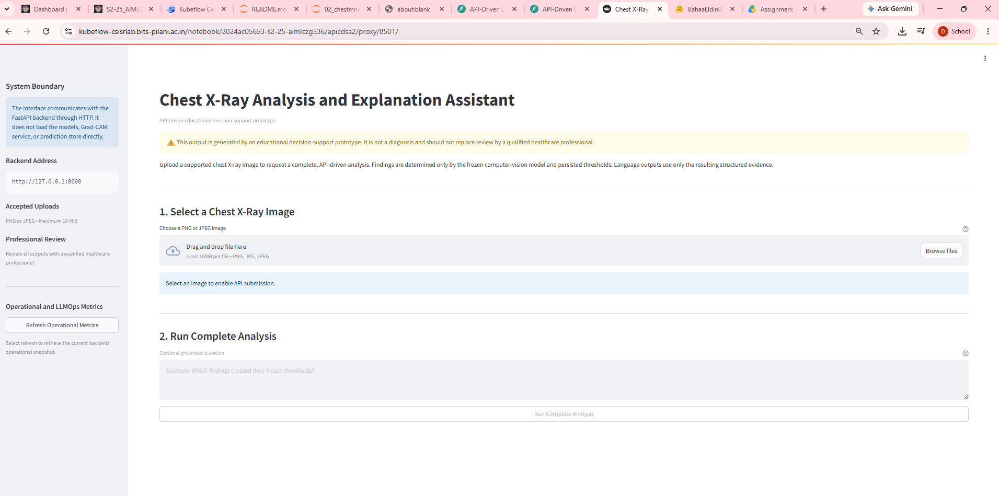 Dashboard |
S2-25_AIMLC
Kubeflow Ce
README.md
02_chestmni
about:blank
API-Driven C
API-Driven C
Chest X-Ray
BahaaEldin0
Assignment
Ask Gemini
kubeflow-csisrlab.bits-pilani.ac.in/notebook/2024ac05653-s2-25-aimlczg536/apicdsa2/proxy/8501/
D
School
System Boundary
The interface communicates with the
FastAPI backend through HTTP. It
does not load the models, Grad-CAM
service, or prediction store directly.
Backend Address
http://127.0.0.1:8000
Accepted Uploads
PNG or JPEG • Maximum 10 MiB
Professional Review
Review all outputs with a qualified healthcare
professional.
Operational and LLMOps Metrics
Refresh Operational Metrics
Select refresh to retrieve the current backend
operational snapshot.
Chest X-Ray Analysis and Explanation Assistant
API-driven educational decision-support prototype
This output is generated by an educational decision-support prototype. It is not a diagnosis and should not replace review by a qualified healthcare professional.
Upload a supported chest X-ray image to request a complete, API-driven analysis. Findings are determined only by the frozen computer-vision model and persisted thresholds. Language outputs use only the resulting structured evidence.
1. Select a Chest X-Ray Image
Choose a PNG or JPEG image
Drag and drop file here
Limit 10MB per file • PNG, JPG, JPEG
Browse files
Select an image to enable API submission.
2. Run Complete Analysis
Optional grounded question
Example: Which findings crossed their frozen thresholds?
Run Complete Analysis